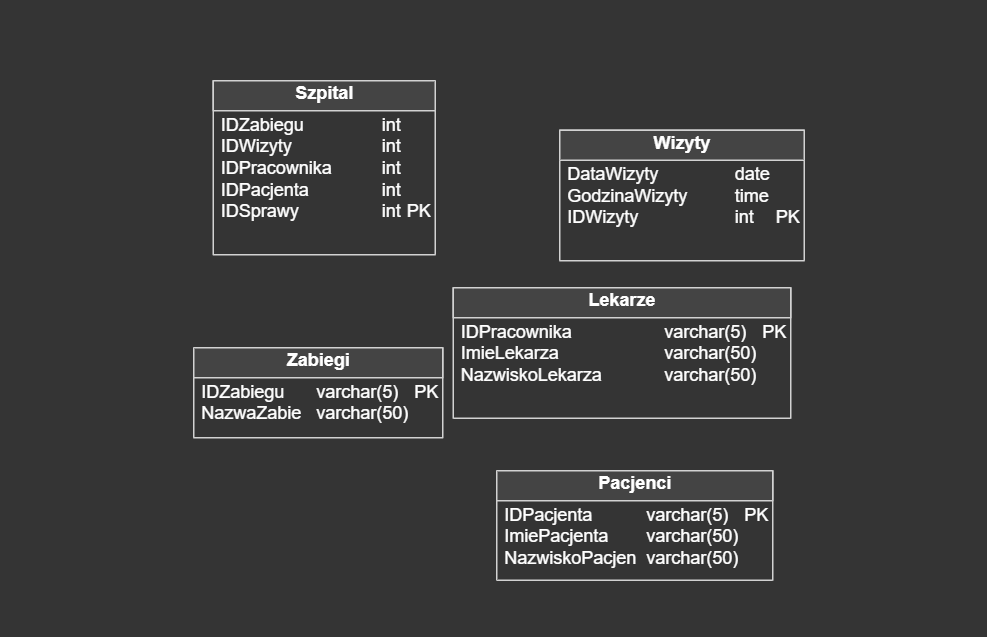 Szpital
IDZabiegu int
IDWizyty int
IDPracownika int
IDPacjenta int
IDSprawy int PK
Wizyty
DataWizyty date
GodzinaWizyty time
IDWizyty int PK
Lekarze
IDPracownika varchar(5) PK
ImieLekarza varchar(50)
NazwiskoLekarza varchar(50)
Zabiegi
IDZabiegu varchar(5) PK
NazwaZabie varchar(50)
Pacjenci
IDPacjenta varchar(5) PK
ImiePacjenta varchar(50)
NazwiskoPacjen varchar(50)